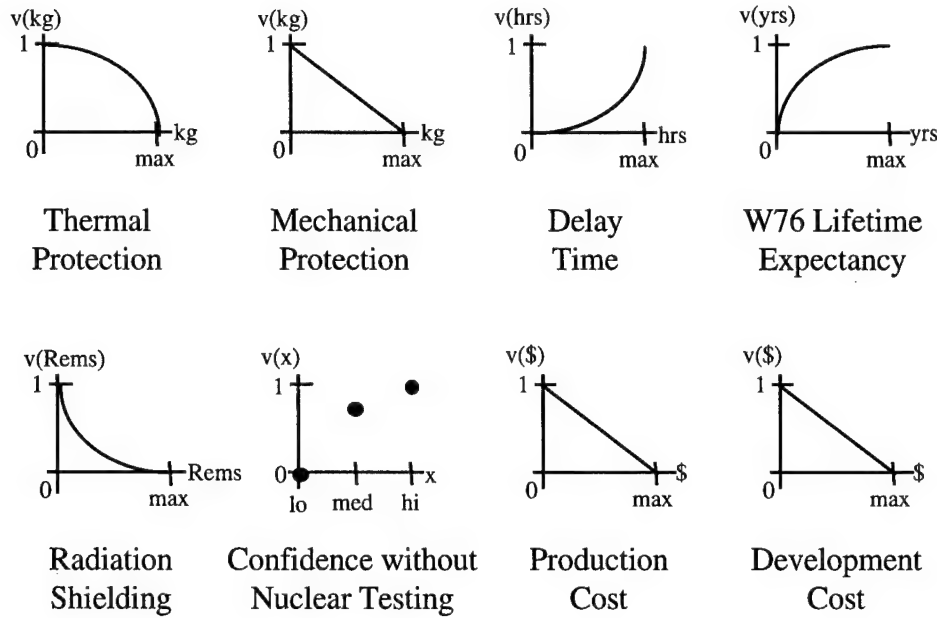 v(kg)
1
0
max
kg
Thermal
Protection
v(kg)
1
0
max
kg
Mechanical
Protection
v(hrs)
1
0
max
hrs
Delay
Time
v(yrs)
1
0
max
yrs
W76 Lifetime
Expectancy
v(Rems)
1
0
max
Rems
Radiation
Shielding
v(x)
1
0
lo med hi
x
Confidence without
Nuclear Testing
v($)
1
0
max
$
Production
Cost
v($)
1
0
max
$
Development
Cost